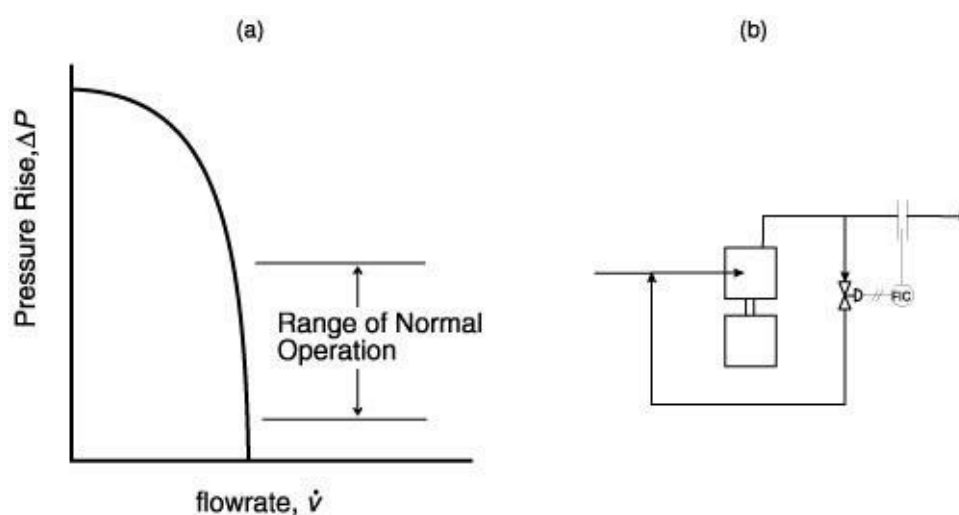 (a)
(b)
Pressure Rise, ΔP
Range of Normal
Operation
flowrate, v̇
D
FIC